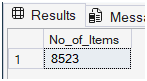 Results Messa
No_of_Items
1 8523